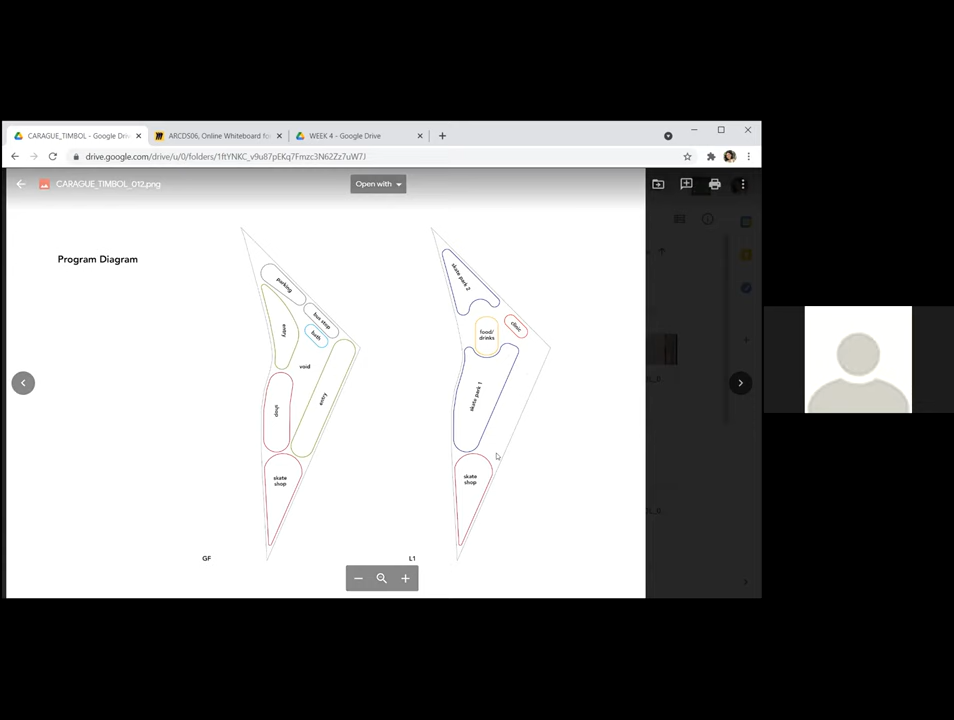 CARAGUE_TIMBOL - Google Driv
ARCDS06, Online Whiteboard fo
WEEK 4 - Google Drive
drive.google.com/drive/u/0/folders/1ftYNKC_v9u87pEKq7Fmzc3N62Zz7uW7J
CARAGUE_TIMBOL_012.png
Open with
Program Diagram
parking
bus stop
entry
bath
void
shop
entry
skate
shop
GF
skate park 2
clinic
food/
drinks
skate park 1
skate
shop
L1